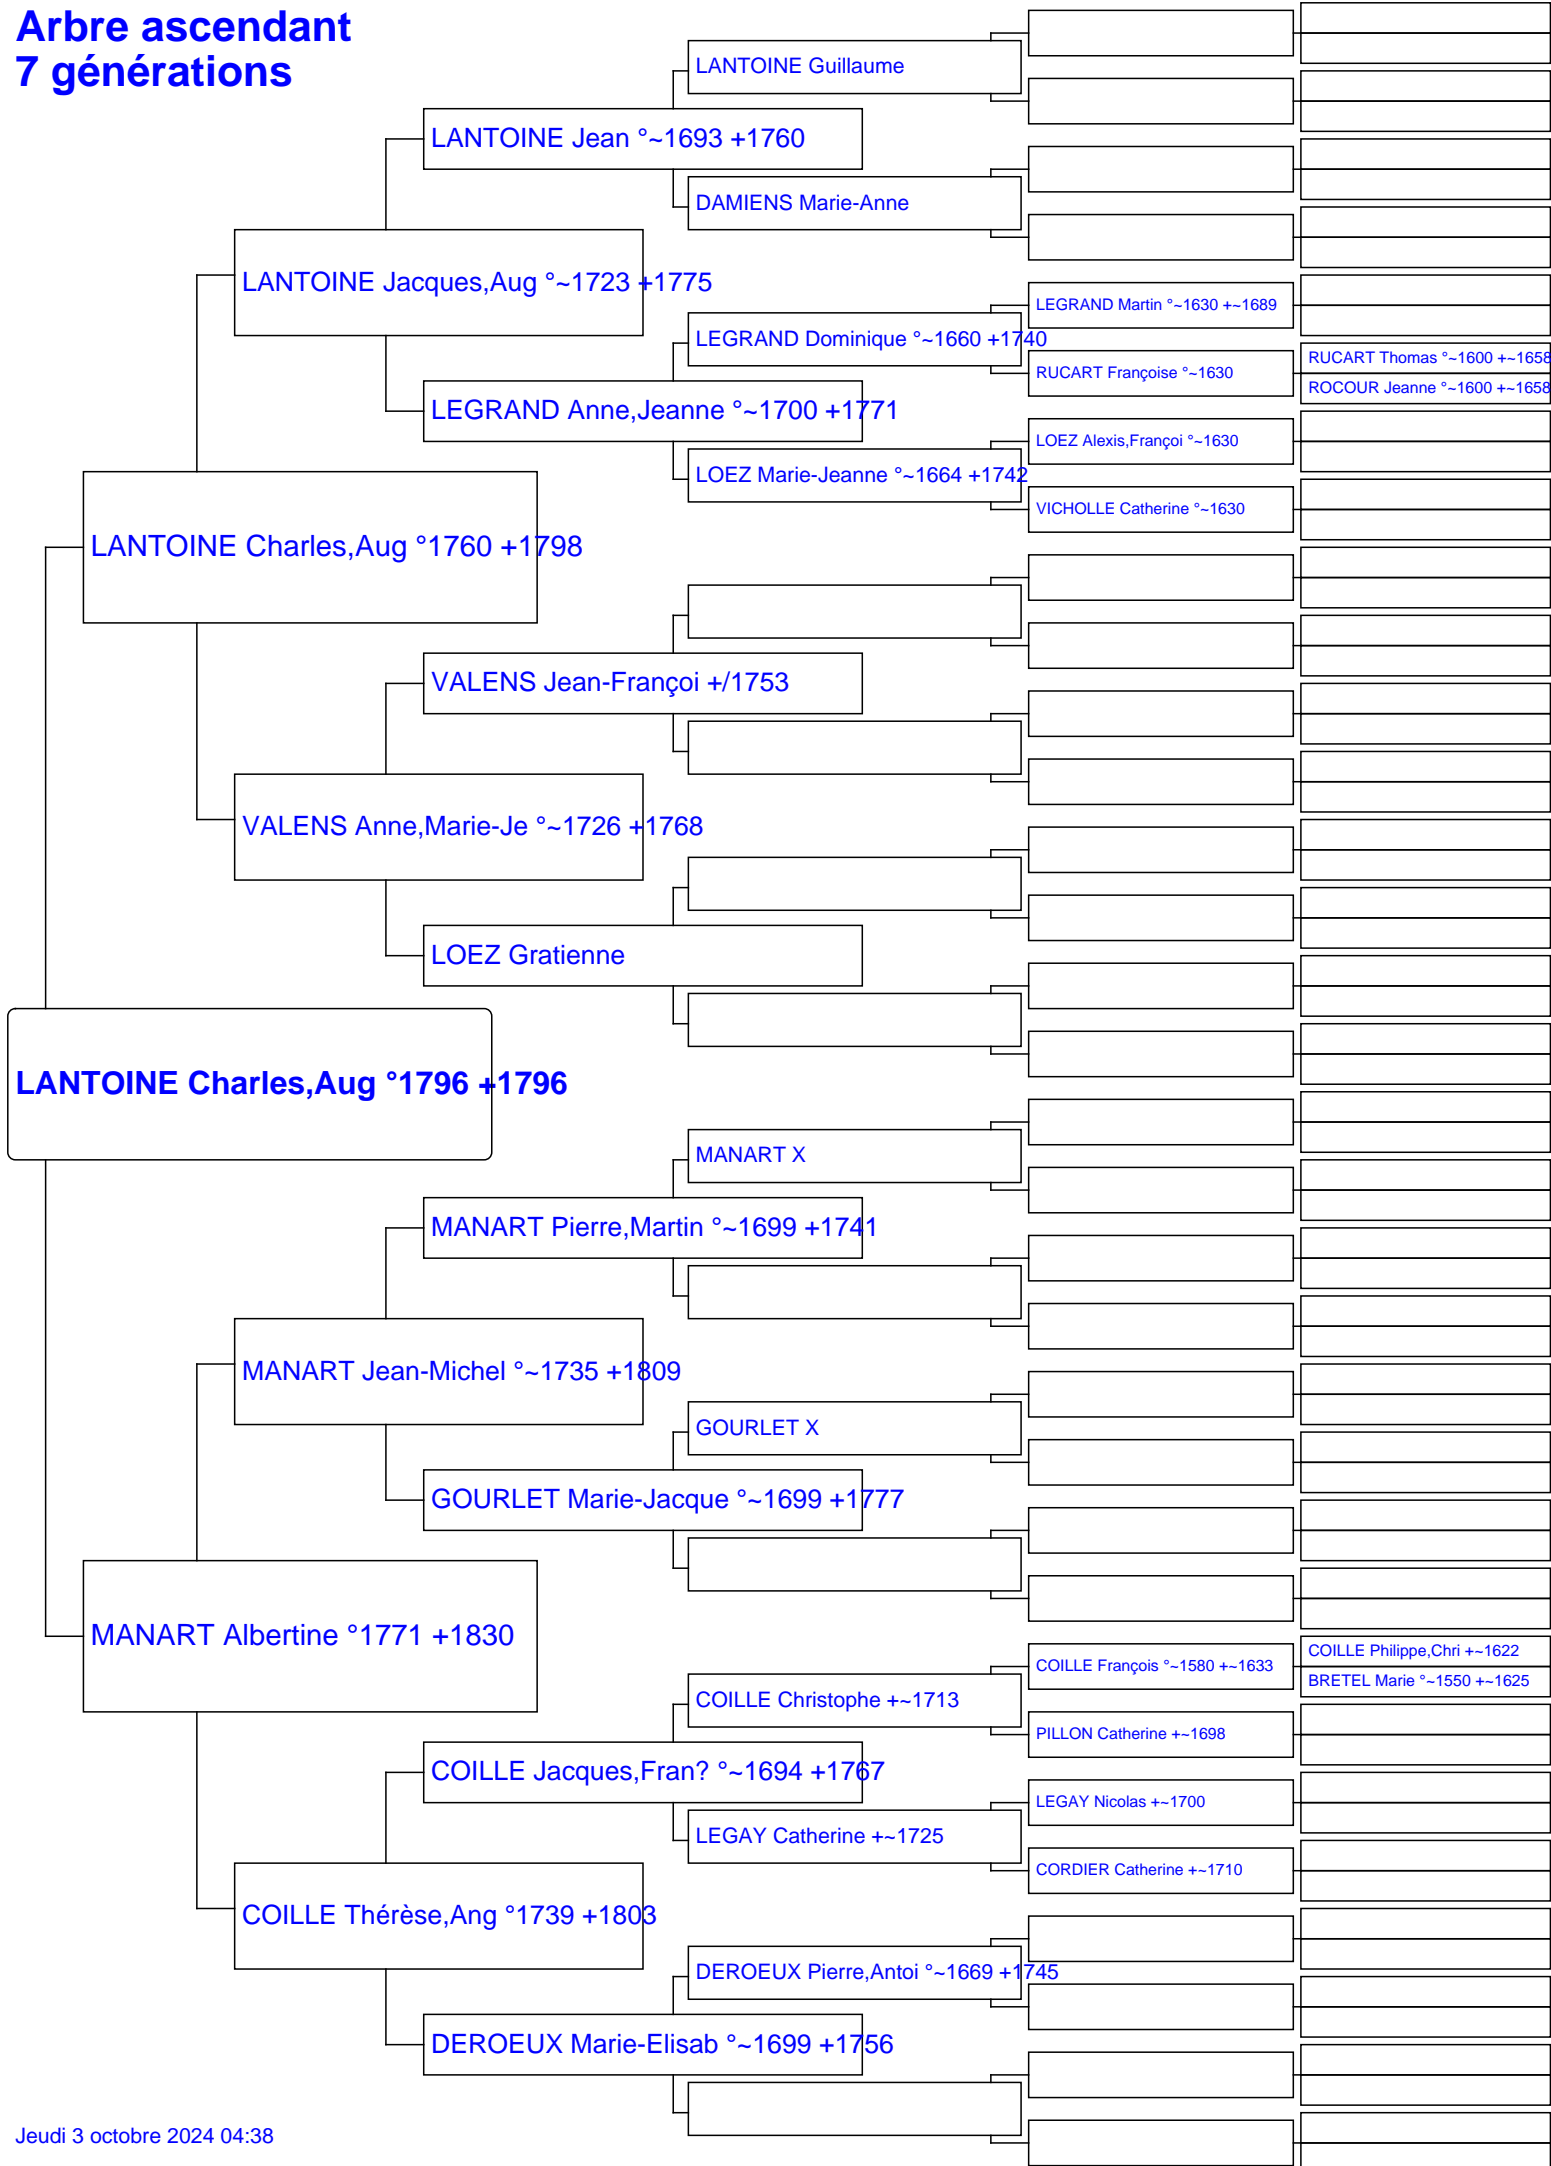 Arbre ascendant
7 générations
LANTOINE Guillaume
LANTOINE Jean °~1693 +1760
DAMIENS Marie-Anne
LANTOINE Jacques,Aug °~1723 +1775
LEGRAND Martin °~1630 +~1689
LEGRAND Dominique °~1660 +1740
RUCART Thomas °~1600 +~1658
RUCART Françoise °~1630
ROCOUR Jeanne °~1600 +~1658
LEGRAND Anne,Jeanne °~1700 +1771
LOEZ Alexis,Françoi °~1630
LOEZ Marie-Jeanne °~1664 +1742
VICHOLLE Catherine °~1630
LANTOINE Charles,Aug °1760 +1798
VALENS Jean-Françoi +/1753
VALENS Anne,Marie-Je °~1726 +1768
LOEZ Gratienne
LANTOINE Charles,Aug °1796 +1796
MANART X
MANART Pierre,Martin °~1699 +1741
MANART Jean-Michel °~1735 +1809
GOURLET X
GOURLET Marie-Jacque °~1699 +1777
MANART Albertine °1771 +1830
COILLE Philippe,Chri +~1622
COILLE François °~1580 +~1633
BRETEL Marie °~1550 +~1625
COILLE Christophe +~1713
PILLON Catherine +~1698
COILLE Jacques,Fran? °~1694 +1767
LEGAY Nicolas +~1700
LEGAY Catherine +~1725
CORDIER Catherine +~1710
COILLE Thérèse,Ang °1739 +1803
DEROEUX Pierre,Antoi °~1669 +1745
DEROEUX Marie-Elisab °~1699 +1756
Jeudi 3 octobre 2024 04:38